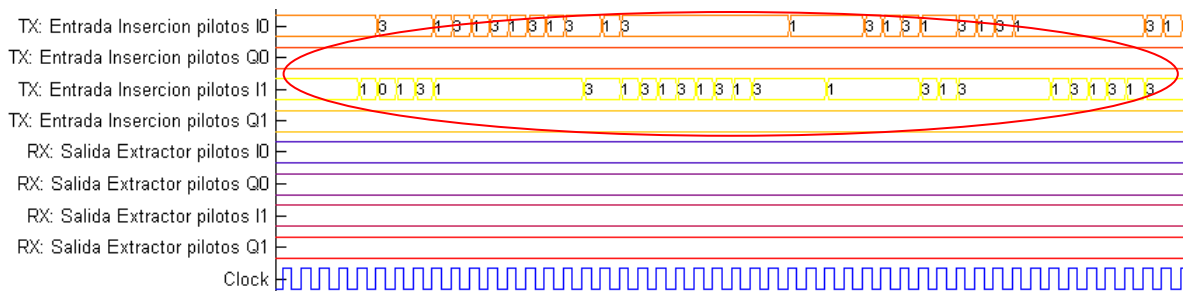 TX: Entrada Insercion pilotos I0 3 1 3 1 3 1 3 1 3 1 3 1 3 1 3 1 3 1 3 1 3 1
TX: Entrada Insercion pilotos Q0
TX: Entrada Insercion pilotos I1 1 0 1 3 1 3 1 3 1 3 1 3 1 3 1 3 1 3 1 3 1 3 1 3
TX: Entrada Insercion pilotos Q1
RX: Salida Extractor pilotos I0
RX: Salida Extractor pilotos Q0
RX: Salida Extractor pilotos I1
RX: Salida Extractor pilotos Q1
Clock